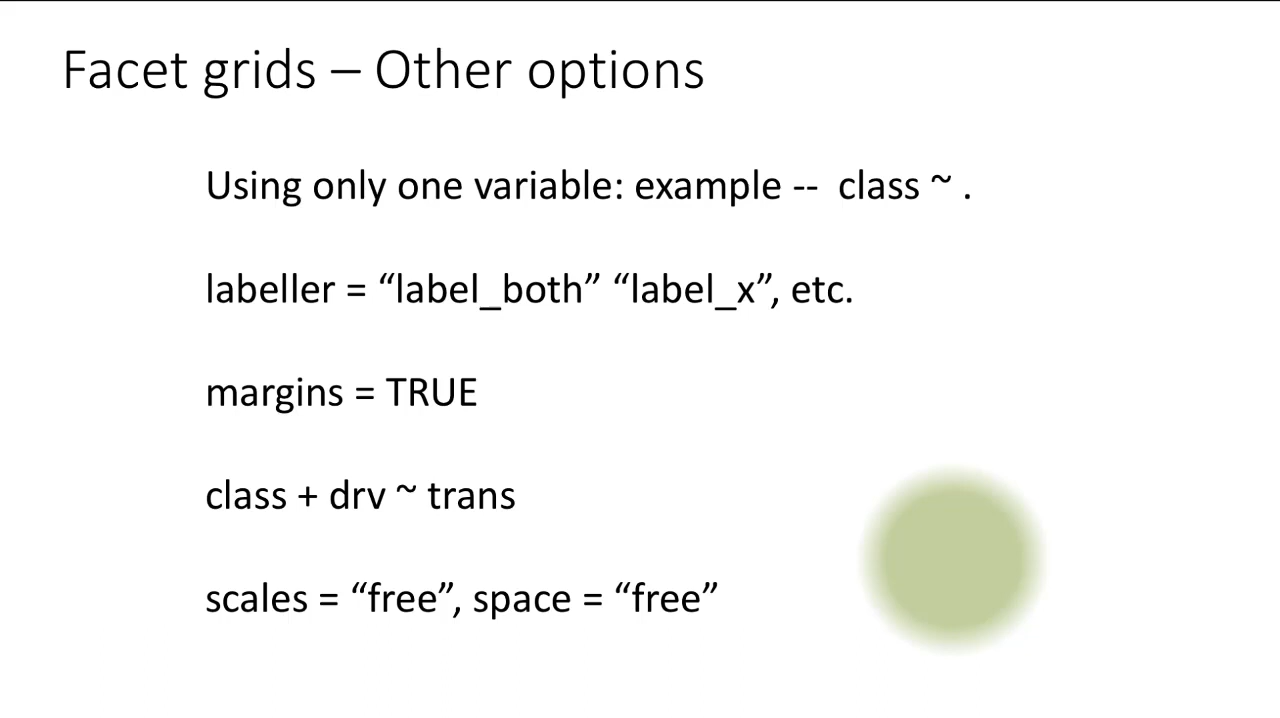 Facet grids – Other options
Using only one variable: example -- class ~ .
labeller = “label_both” “label_x”, etc.
margins = TRUE
class + drv ~ trans
scales = “free”, space = “free”